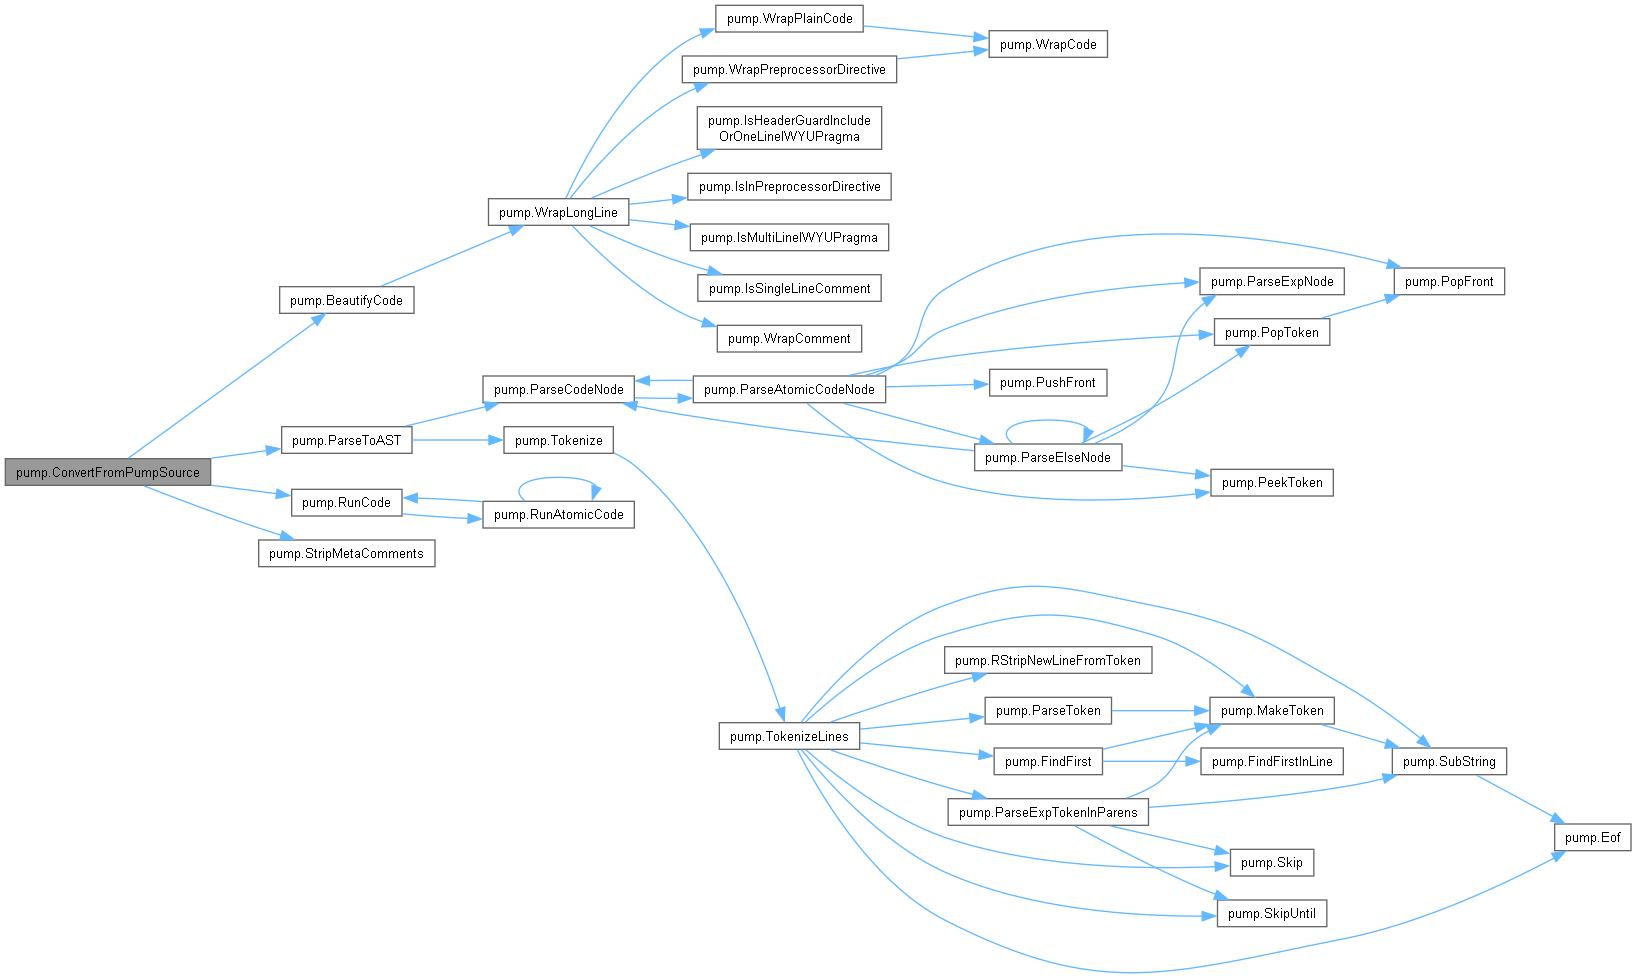 pump.WrapPlainCode
pump.WrapCode
pump.WrapPreprocessorDirective
pump.IsHeaderGuardInclude
OrOneLineIWYUPragma
pump.IsInPreprocessorDirective
pump.WrapLongLine
pump.IsMultiLineIWYUPragma
pump.IsSingleLineComment
pump.BeautifyCode
pump.WrapComment
pump.ParseExpNode
pump.PopFront
pump.PopToken
pump.ParseCodeNode
pump.ParseAtomicCodeNode
pump.PushFront
pump.ParseToAST
pump.Tokenize
pump.ParseElseNode
pump.ConvertFromPumpSource
pump.PeekToken
pump.RunCode
pump.RunAtomicCode
pump.StripMetaComments
pump.RStripNewLineFromToken
pump.ParseToken
pump.MakeToken
pump.TokenizeLines
pump.FindFirst
pump.FindFirstInLine
pump.SubString
pump.ParseExpTokenInParens
pump.Eof
pump.Skip
pump.SkipUntil